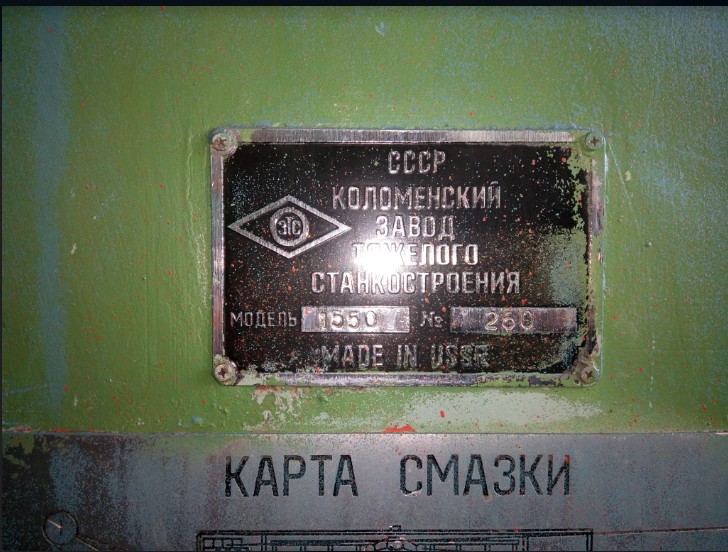 СССР
КОЛОМЕНСКИЙ
ЗАВОД
ТЯЖЕЛОГО
СТАНКОСТРОЕНИЯ
МОДЕЛЬ 1550 № 260
MADE IN USSR
КАРТА СМАЗКИ